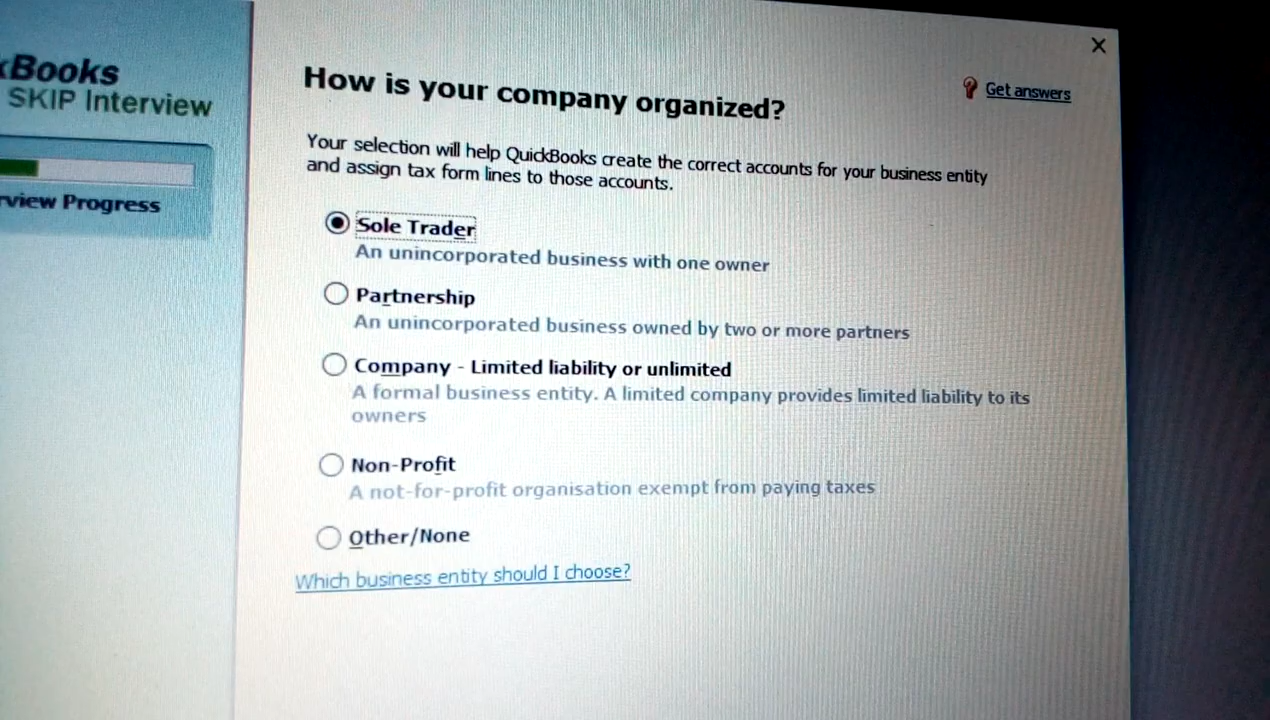 Books
SKIP Interview
Progress
How is your company organized?
Get answers
Your selection will help QuickBooks create the correct accounts for your business entity
and assign tax form lines to those accounts.
Sole Trader
An unincorporated business with one owner
Partnership
An unincorporated business owned by two or more partners
Company - Limited liability or unlimited
A formal business entity. A limited company provides limited liability to its
owners
Non-Profit
A not-for-profit organisation exempt from paying taxes
Other/None
Which business entity should I choose?